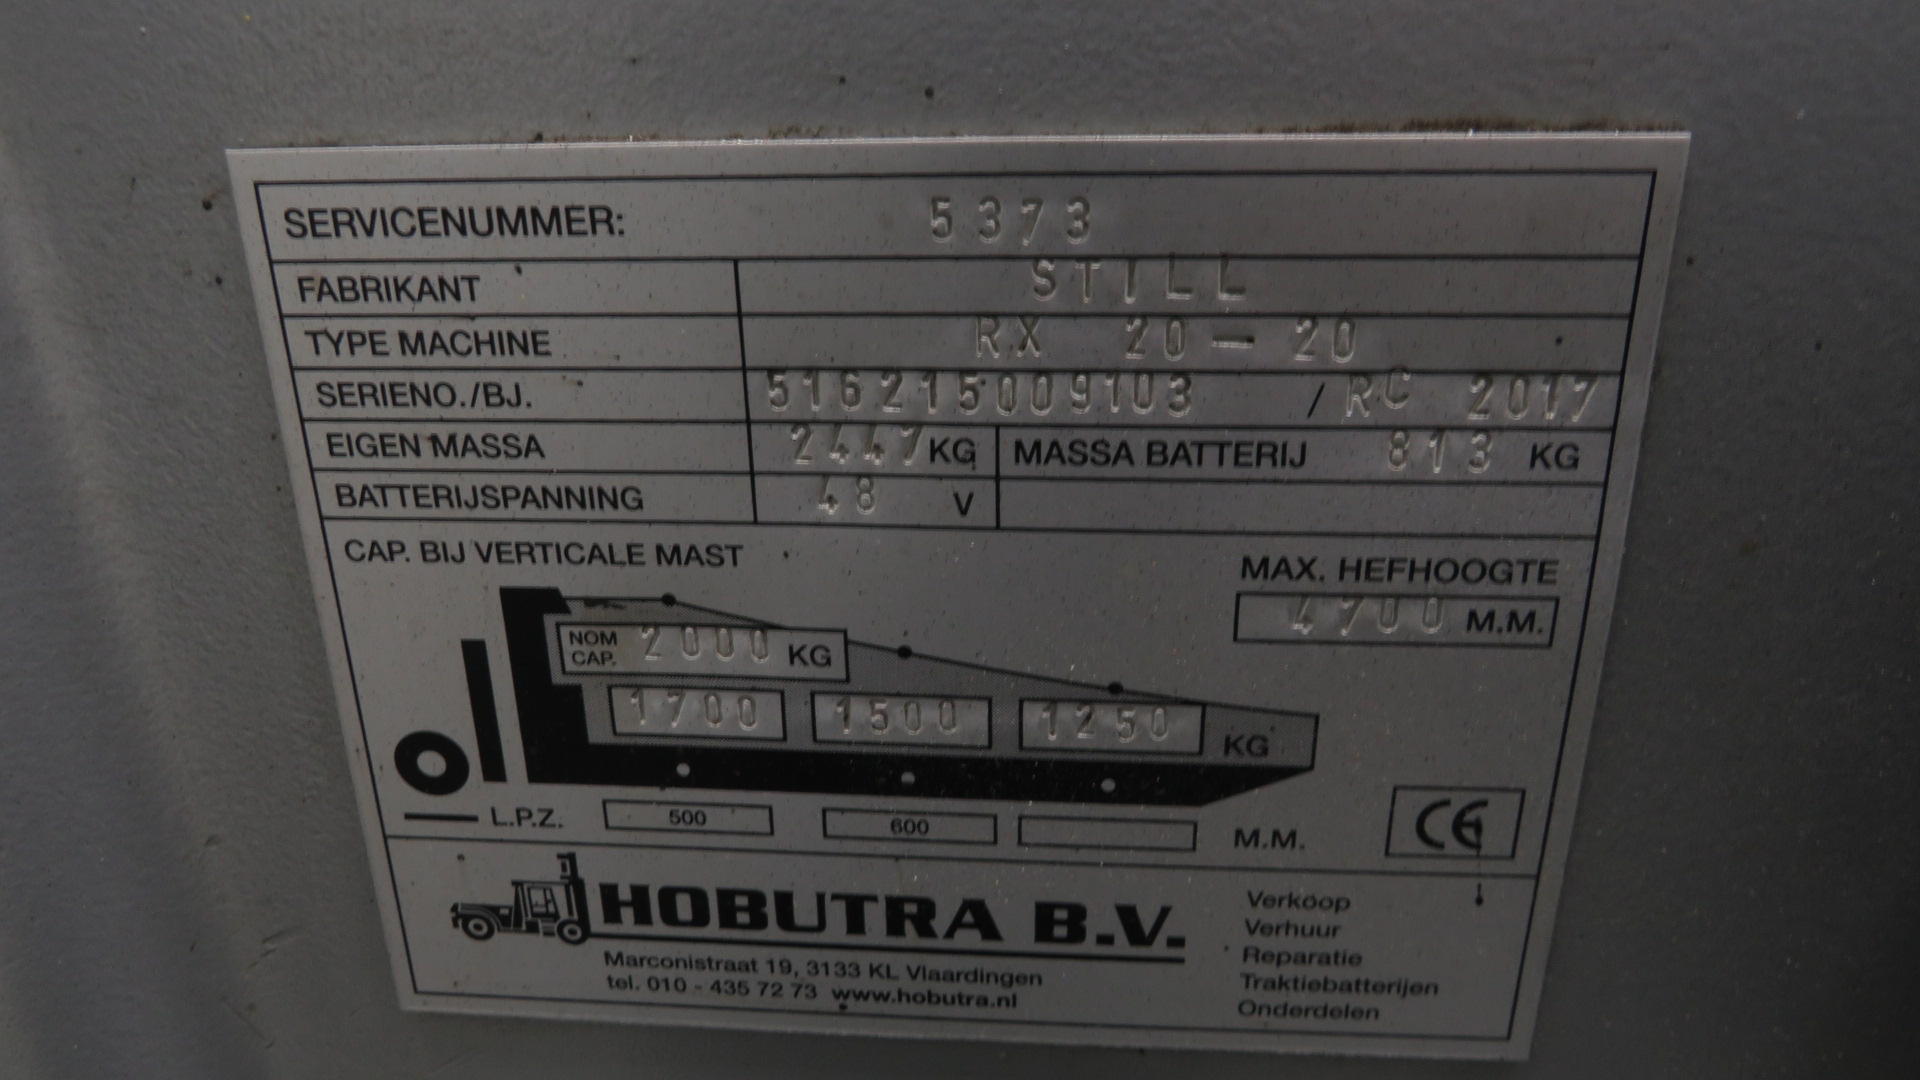 SERVICENUMMER: 5373
FABRIKANT STILL
TYPE MACHINE RX 20-20
SERIENO./BJ. 516215009103 / RC 2017
EIGEN MASSA 2447 KG MASSA BATTERIJ 813 KG
BATTERIJSPANNING 48 V
CAP. BIJ VERTICALE MAST
MAX. HEFHOOGTE
4700 M.M.
NOM CAP. 2000 KG
1700 1500 1250 KG
L.P.Z. 500 600 M.M.
CE
HOBUTRA B.V.
Marconistraat 19, 3133 KL Vlaardingen
tel. 010 - 435 72 73 www.hobutra.nl
Verkoop
Verhuur
Reparatie
Traktiebatterijen
Onderdelen